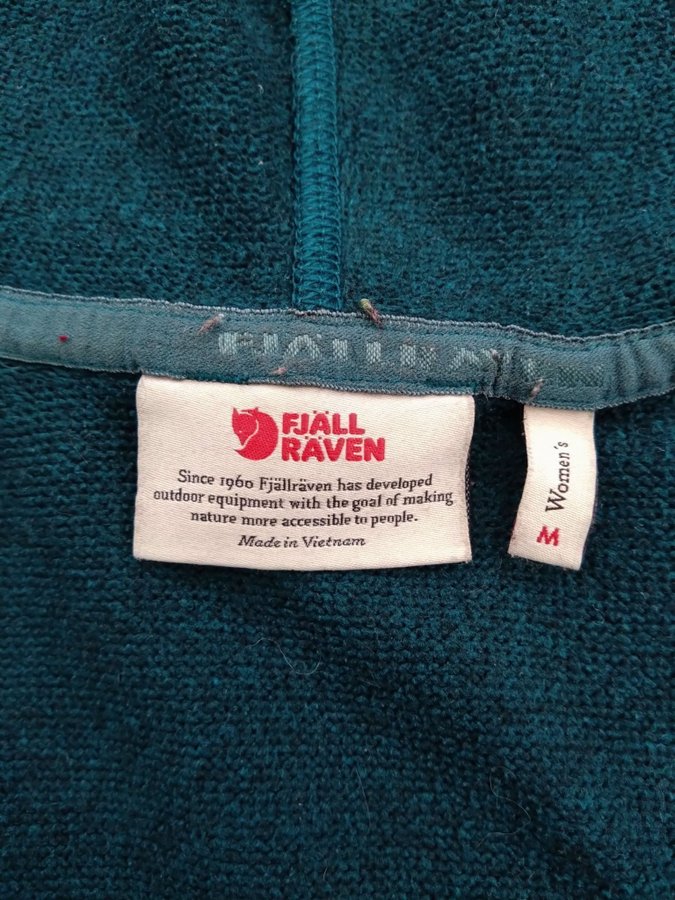 FJÄLLRÄV
FJÄLL
RÄVEN
Since 1960 Fjällräven has developed
outdoor equipment with the goal of making
nature more accessible to people.
Made in Vietnam
Women's
M